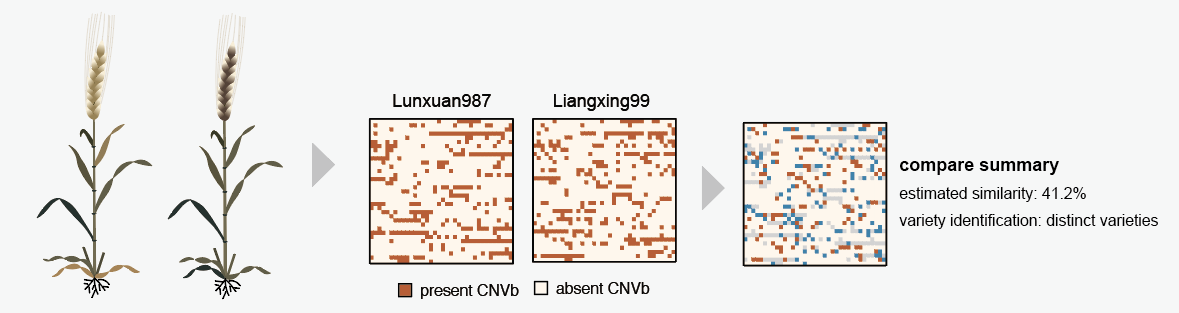 Lunxuan987
Liangxing99
present CNVb
absent CNVb
compare summary
estimated similarity: 41.2%
variety identification: distinct varieties